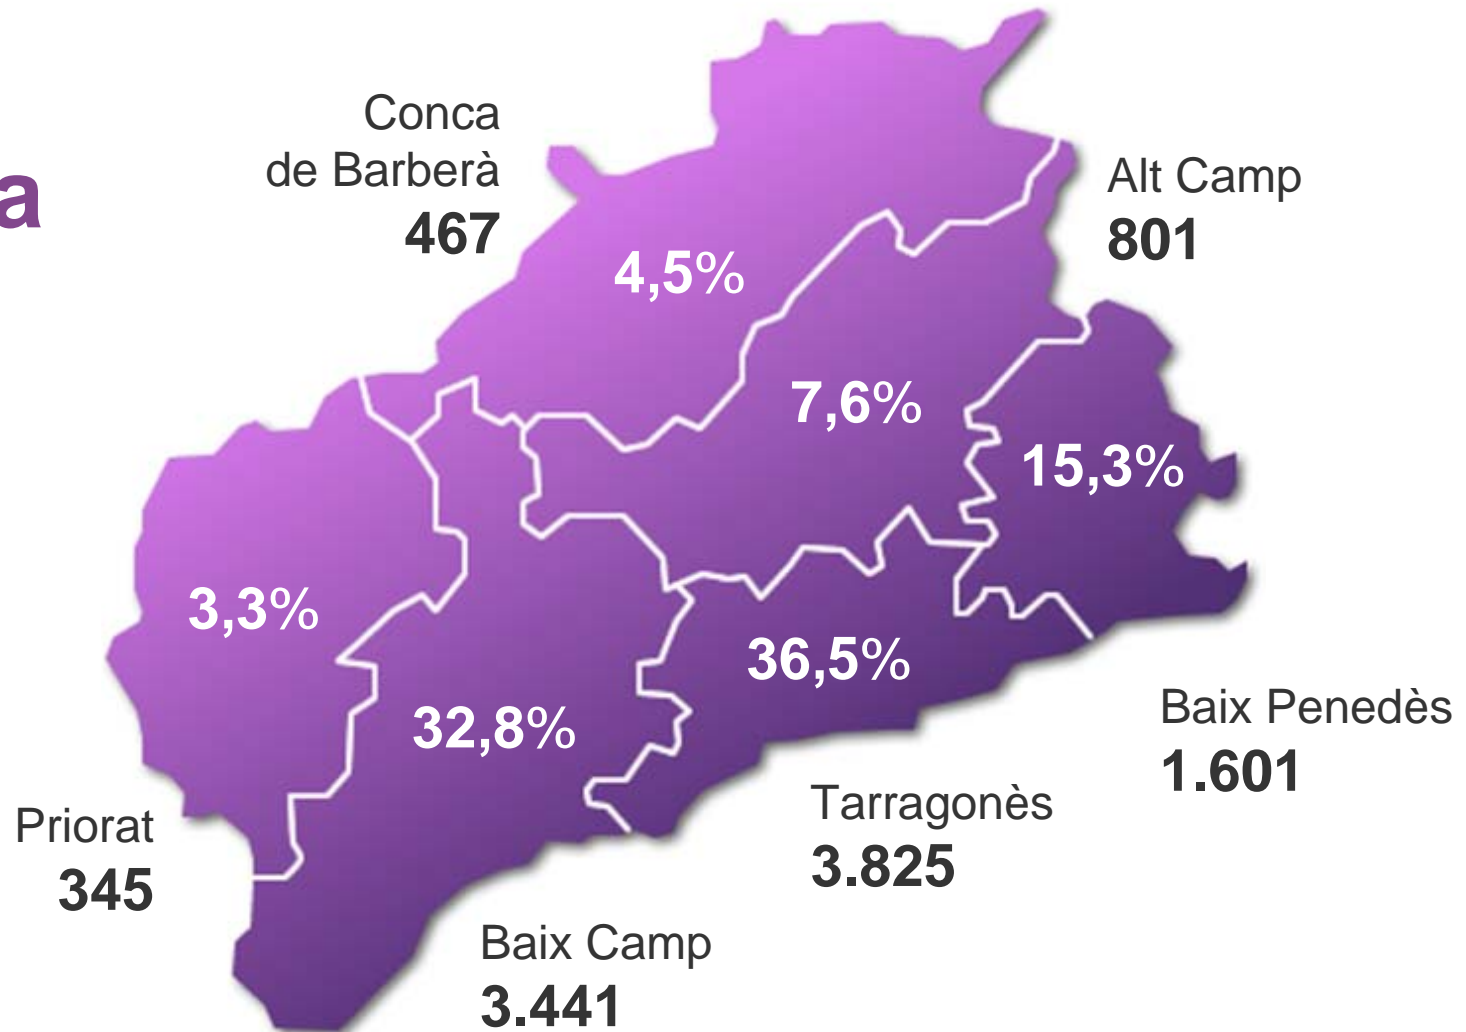 a
Conca
de Barberà
467
Alt Camp
801
4,5%
7,6%
15,3%
3,3%
36,5%
32,8%
Baix Penedès
1.601
Tarragonès
3.825
Priorat
345
Baix Camp
3.441